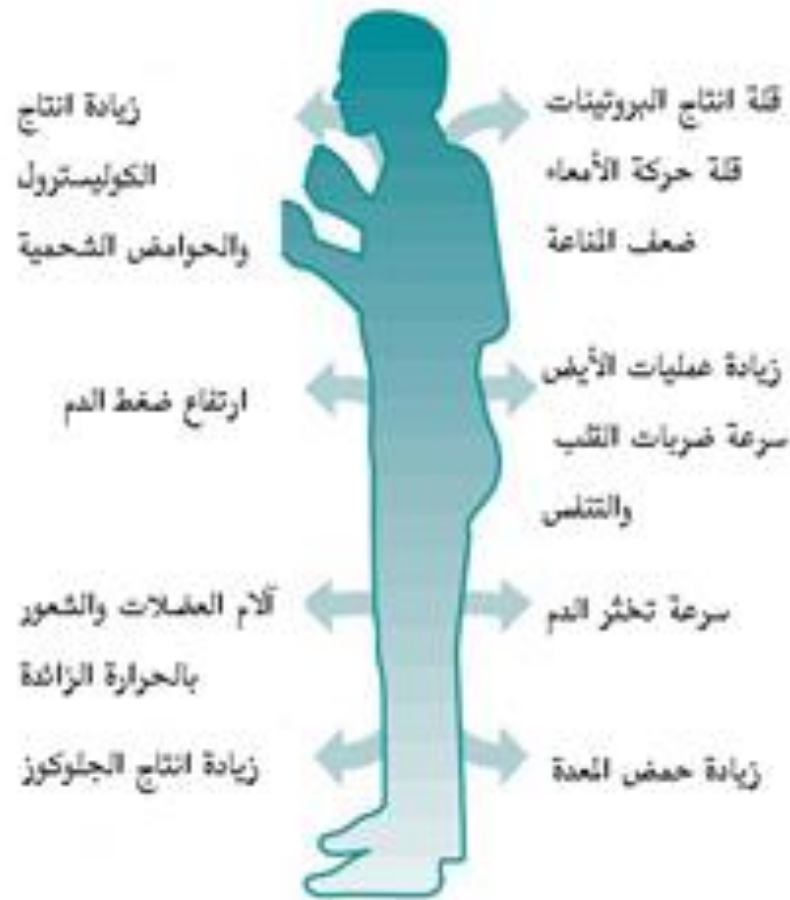 قلة انتاج البروتينات
قلة حركة الأمعاء
ضعف المناعة
زيادة عمليات الأيض
سرعة ضربات القلب
والتنفس
سرعة تخثر الدم
زيادة حمض المعدة
زيادة انتاج
الكوليسترول
والحوامض الشحمية
ارتفاع ضغط الدم
آلام العضلات والشعور
بالحرارة الزائدة
زيادة انتاج الجلوكوز